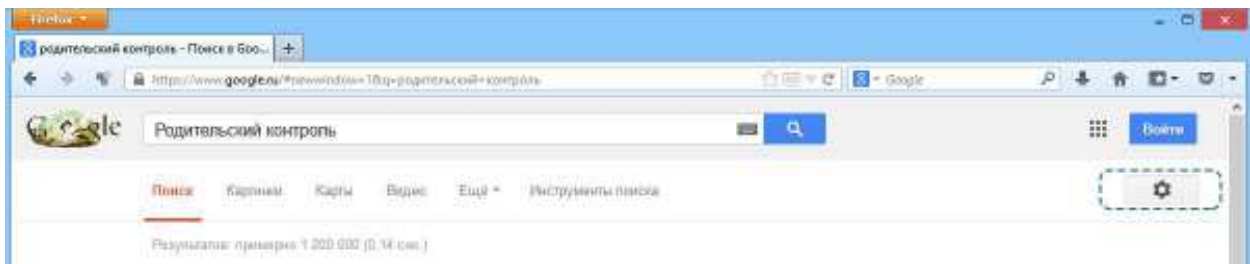 Firefox
родительский контроль - Поиск в Goo...
https://www.google.ru/#newwindow=1&q=родительский+контроль
Google
Google
Родительский контроль
Войти
Поиск Картинки Карты Видео Ещё Инструменты поиска
Результатов: примерно 1 200 000 (0,14 сек.)